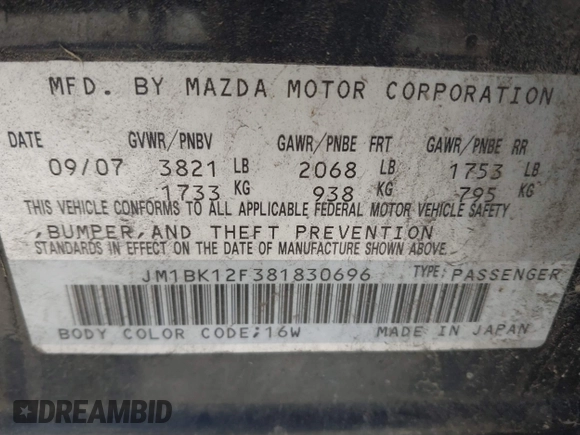 MFD. BY MAZDA MOTOR CORPORATION
DATE GVWR/PNBV GAWR/PNBE FRT GAWR/PNBE RR
09/07 3821 LB 2068 LB 1753 LB
1733 KG 938 KG 795 KG
THIS VEHICLE CONFORMS TO ALL APPLICABLE FEDERAL MOTOR VEHICLE SAFETY
,BUMPER,AND THEFT PREVENTION
STANDARDS IN EFFECT ON THE DATE OF MANUFACTURE SHOWN ABOVE.
JM1BK12F381830696 TYPE:PASSENGER
BODY COLOR CODE;16W MADE IN JAPAN
DREAMBID